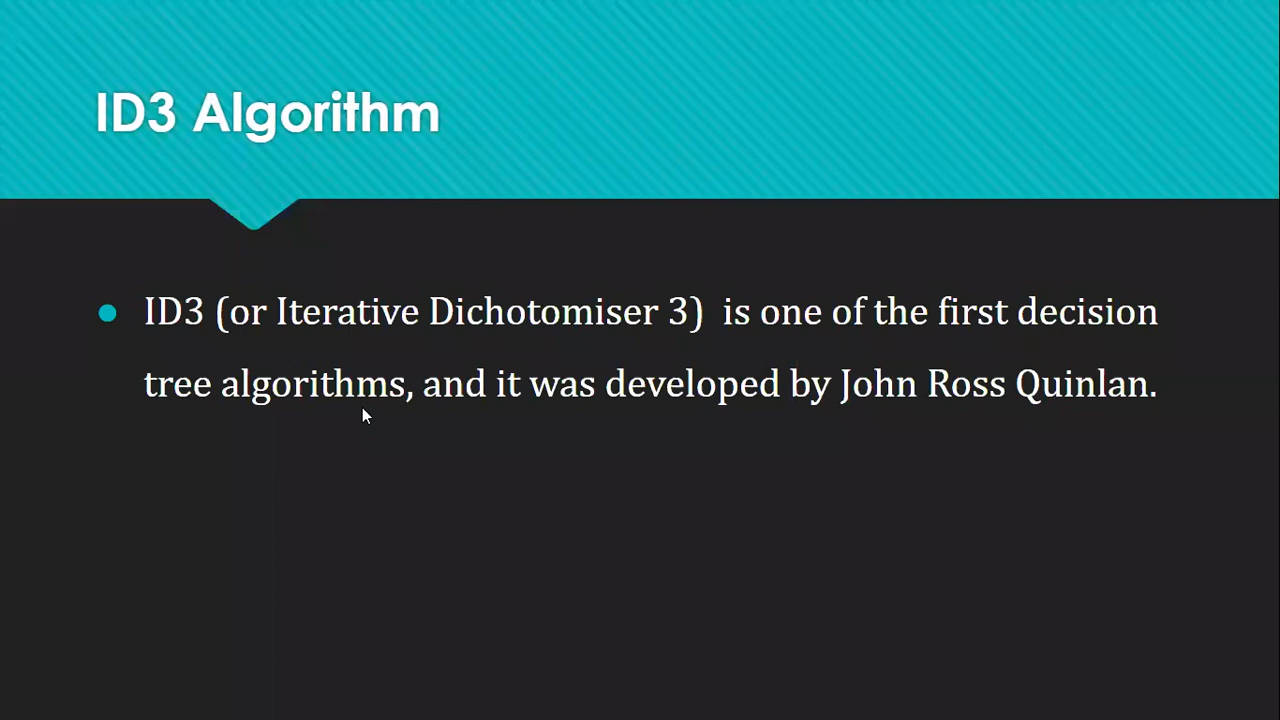 ID3 Algorithm
ID3 (or Iterative Dichotomiser 3)  is one of the first decision
tree algorithms, and it was developed by John Ross Quinlan.